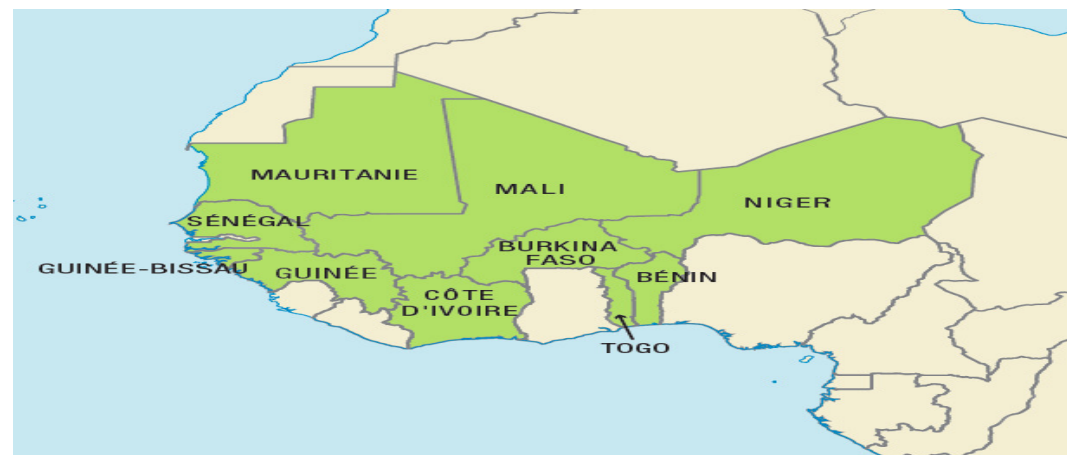 MAURITANIE
MALI
NIGER
SÉNÉGAL
BURKINA
FASO
GUINÉE-BISSAU
GUINÉE
BÉNIN
CÔTE
D'IVOIRE
TOGO